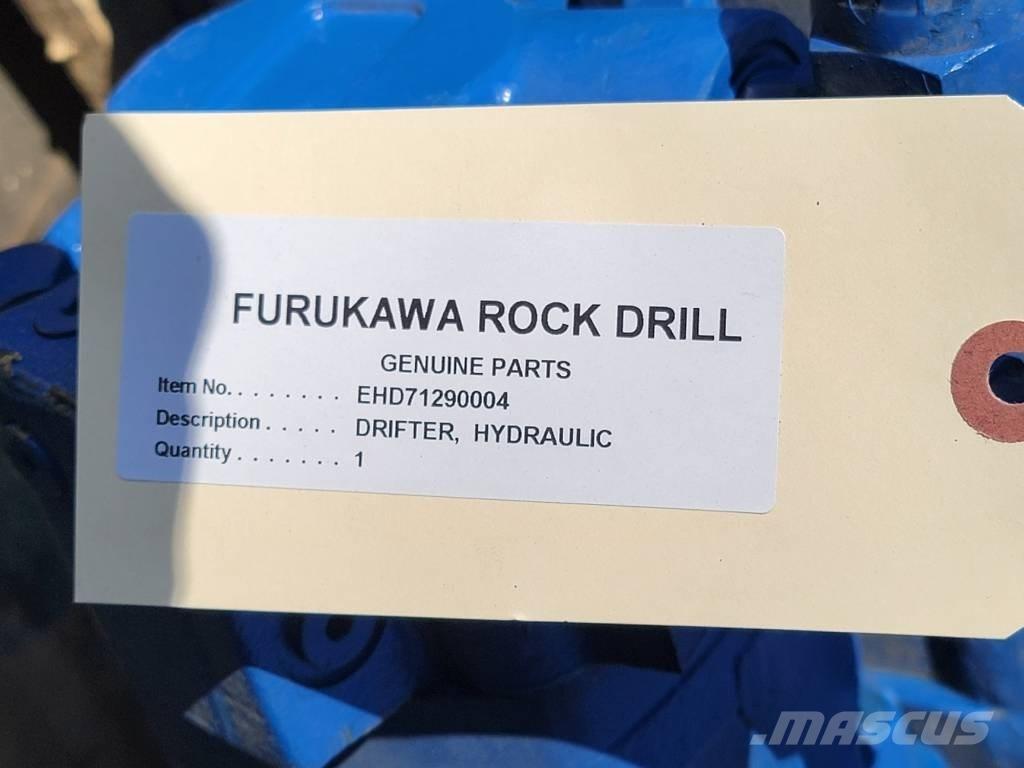 FURUKAWA ROCK DRILL
GENUINE PARTS
Item No. . . . . . . . . EHD71290004
Description . . . . . DRIFTER, HYDRAULIC
Quantity . . . . . . . 1
MASCUS